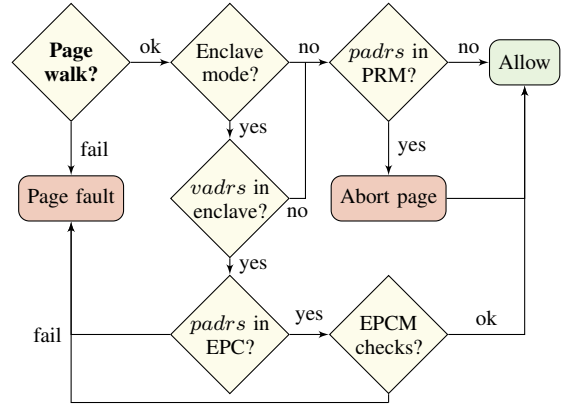 Page
walk?
ok
Enclave
mode?
no
padrs in
PRM?
no
Allow
fail
yes
yes
Page fault
vadrs in
enclave?
no
Abort page
yes
fail
padrs in
EPC?
yes
EPCM
checks?
ok